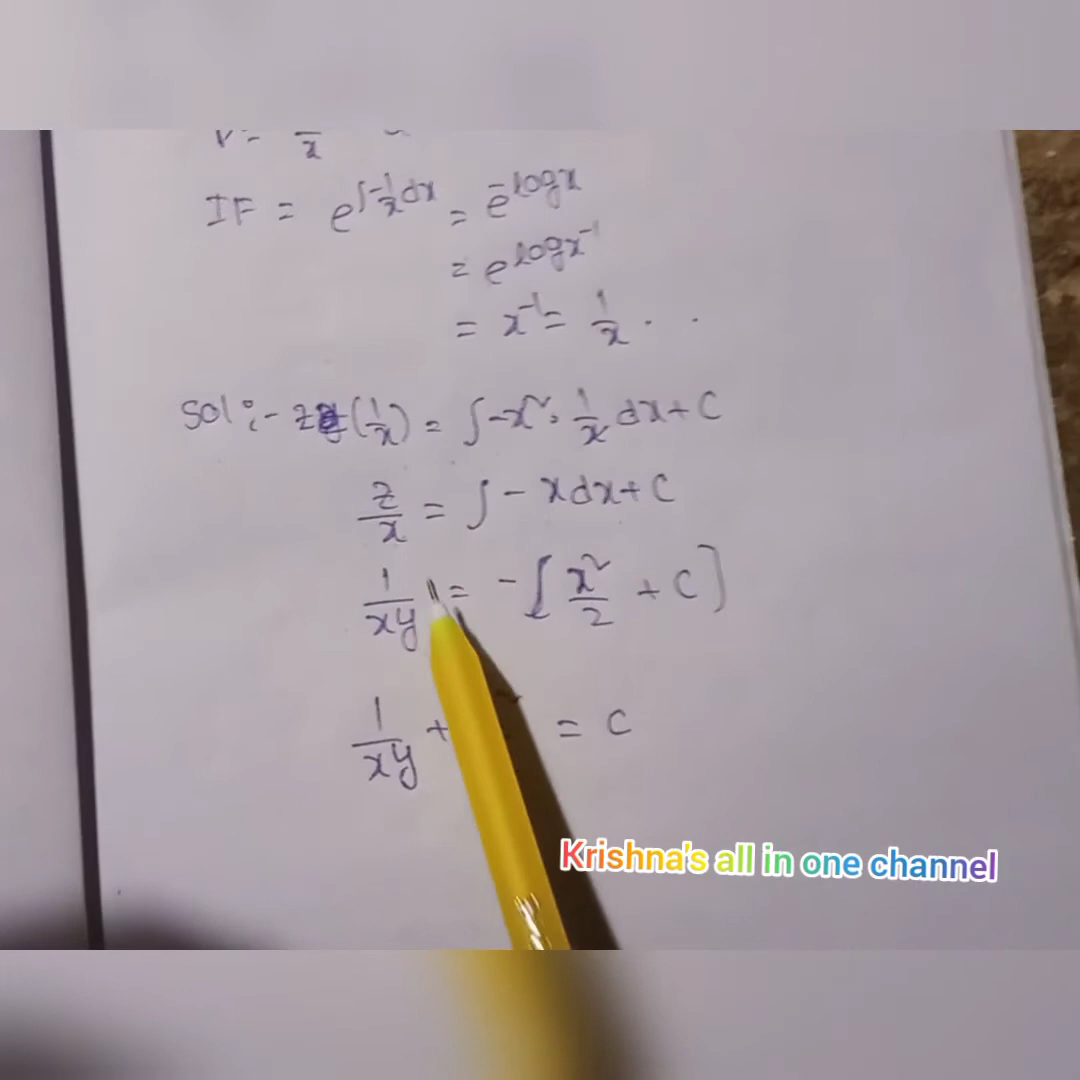 IF = e^∫-1/x dx = e^-log x
= e^log x^-1
= x^-1 = 1/x . .
Sol:- z (1/x) = ∫-x². 1/x dx + C
z/x = ∫ - x dx + C
1/xy = -[x²/2 + C]
1/xy + = C
Krishna's all in one channel